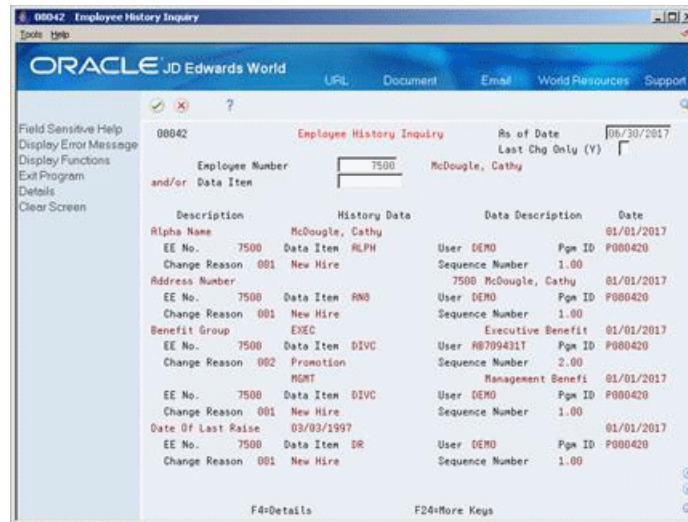 08042 Employee History Inquiry
Tools Help
ORACLE JD Edwards World
URL Document Email World Resources Support
?
Field Sensitive Help
Display Error Message
Display Functions
Exit Program
Details
Clear Screen
08042 Employee History Inquiry As of Date 06/30/2017
Last Chg Only (Y)
Employee Number 7500 McDougle, Cathy
and/or Data Item
Description History Data Data Description Date
Alpha Name McDougle, Cathy 01/01/2017
EE No. 7500 Data Item ALPH User DEMO Pgm ID P080420
Change Reason 001 New Hire Sequence Number 1.00
Address Number 7500 McDougle, Cathy 01/01/2017
EE No. 7500 Data Item AN8 User DEMO Pgm ID P080420
Change Reason 001 New Hire Sequence Number 1.00
Benefit Group EXEC Executive Benefit 01/01/2017
EE No. 7500 Data Item DIVC User AB709431T Pgm ID P080420
Change Reason 002 Promotion Sequence Number 2.00
MGMT Management Benefi 01/01/2017
EE No. 7500 Data Item DIVC User DEMO Pgm ID P080420
Change Reason 001 New Hire Sequence Number 1.00
Date Of Last Raise 03/03/1997 01/01/2017
EE No. 7500 Data Item DR User DEMO Pgm ID P080420
Change Reason 001 New Hire Sequence Number 1.00
F4=Details F24=More Keys